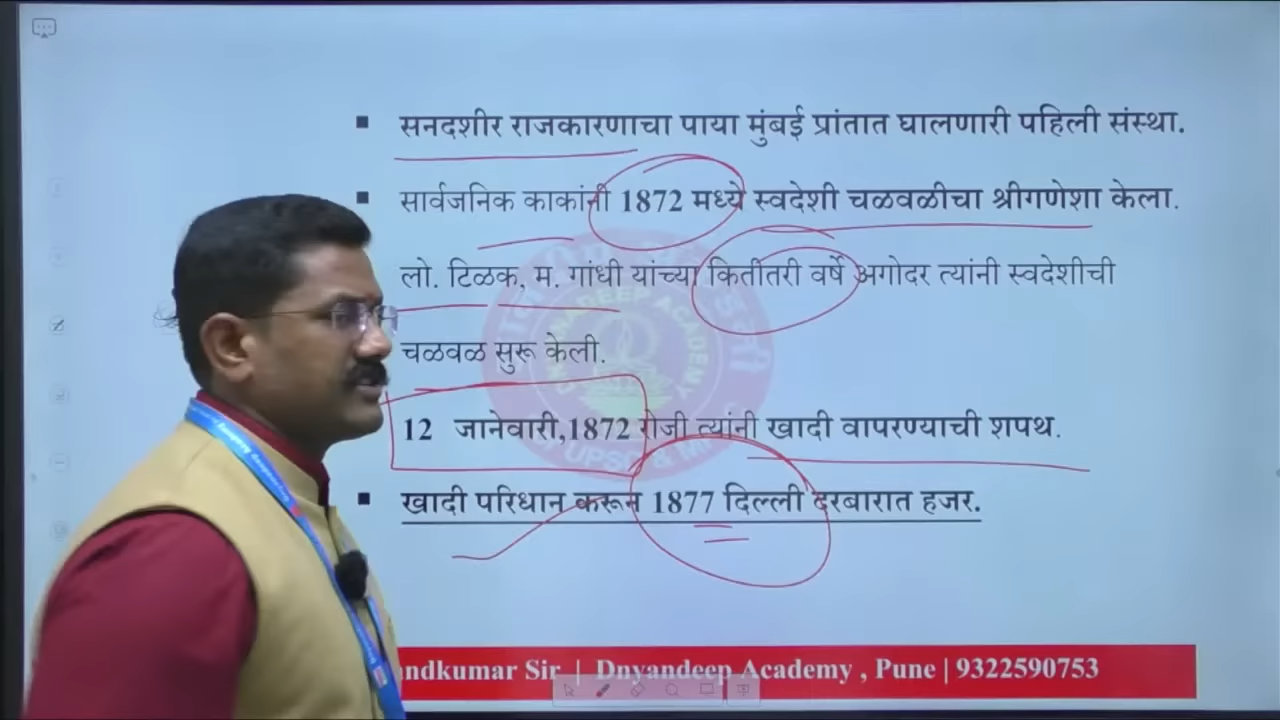 सनदशीर राजकारणाचा पाया मुंबई प्रांतात घालणारी पहिली संस्था.
सार्वजनिक काकांनी 1872 मध्ये स्वदेशी चळवळीचा श्रीगणेशा केला.
लो. टिळक, म. गांधी यांच्या कितीतरी वर्षे अगोदर त्यांनी स्वदेशीची
चळवळ सुरू केली.
12 जानेवारी,1872 रोजी त्यांनी खादी वापरण्याची शपथ.
खादी परिधान करून 1877 दिल्ली दरबारात हजर.
ndkumar Sir | Dnyandeep Academy , Pune | 9322590753